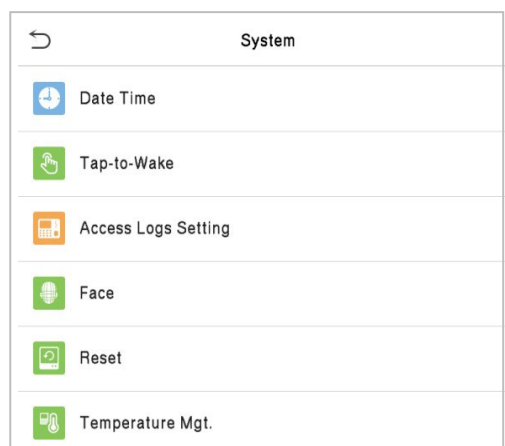 System
Date Time
Tap-to-Wake
Access Logs Setting
Face
Reset
Temperature Mgt.